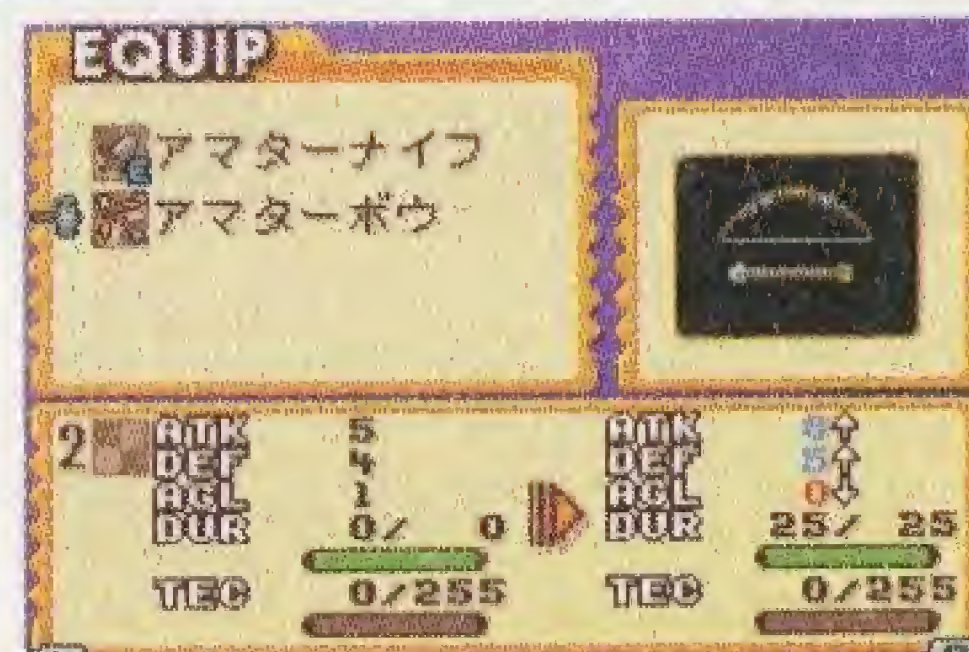 EQUIP
アマターナイフ
アマターボウ
2 ATK 5 ATK
DEF 4 DEF
AGL 1 AGL 0
DUR 0/ 0 DUR 25/ 25
TEC 0/255 TEC 0/255